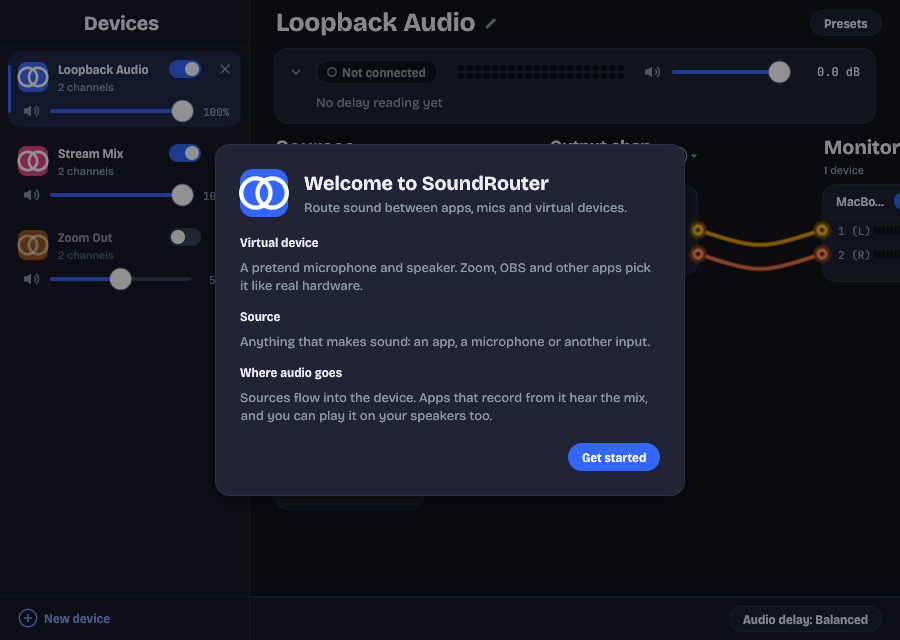 Devices
Loopback Audio
2 channels
100%
Stream Mix
2 channels
Zoom Out
2 channels
New device
Loopback Audio
Presets
Not connected
0.0 dB
No delay reading yet
Monitor
1 device
MacBo...
1 (L)
2 (R)
Welcome to SoundRouter
Route sound between apps, mics and virtual devices.
Virtual device
A pretend microphone and speaker. Zoom, OBS and other apps pick
it like real hardware.
Source
Anything that makes sound: an app, a microphone or another input.
Where audio goes
Sources flow into the device. Apps that record from it hear the mix,
and you can play it on your speakers too.
Get started
Audio delay: Balanced